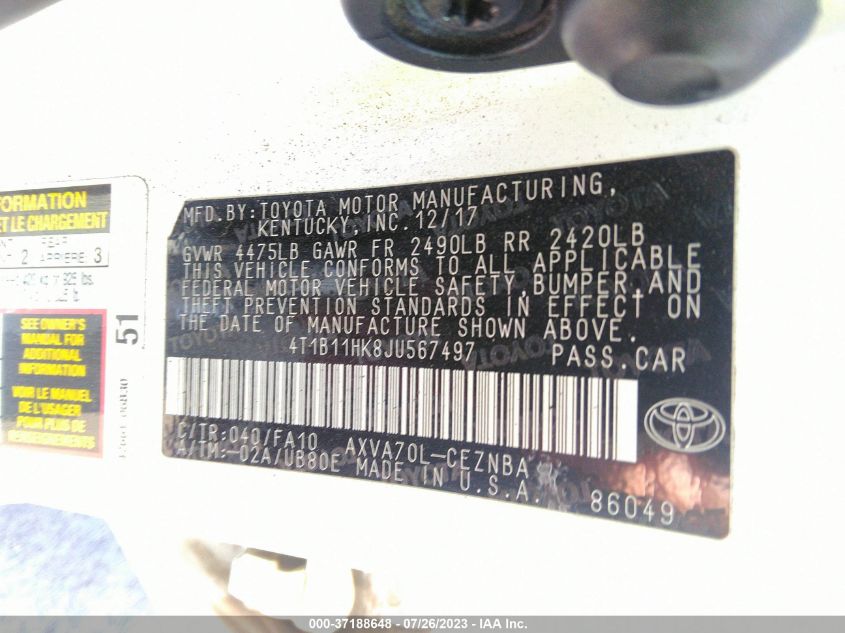 MFD.BY:TOYOTA MOTOR MANUFACTURING,
KENTUCKY,INC. 12/17
GVWR 4475LB GAWR FR 2490LB RR 2420LB
THIS VEHICLE CONFORMS TO ALL APPLICABLE
FEDERAL MOTOR VEHICLE SAFETY,BUMPER,AND
THEFT PREVENTION STANDARDS IN EFFECT ON
THE DATE OF MANUFACTURE SHOWN ABOVE.
4T1B11HK8JU567497 PASS.CAR
C/TR:040/FA10 AXVA70L-CEZNBA
A/TM:-02A/UB80E MADE IN U.S.A.
86049
ET LE CHARGEMENT
2 ARRIERE 3
SEE OWNER'S
MANUAL FOR
ADDITIONAL
VOIR LE MANUEL
DE L'USAGER
POUR PLUS DE
51
000-37188648 - 07/26/2023 - IAA Inc.